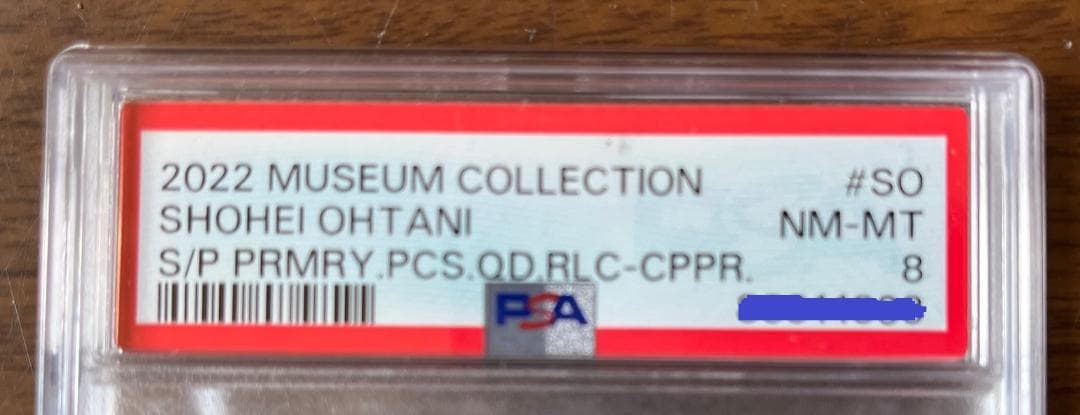 2022 MUSEUM COLLECTION #SO
SHOHEI OHTANI NM-MT
S/P PRMRY.PCS.QD.RLC-CPPR. 8
PSA